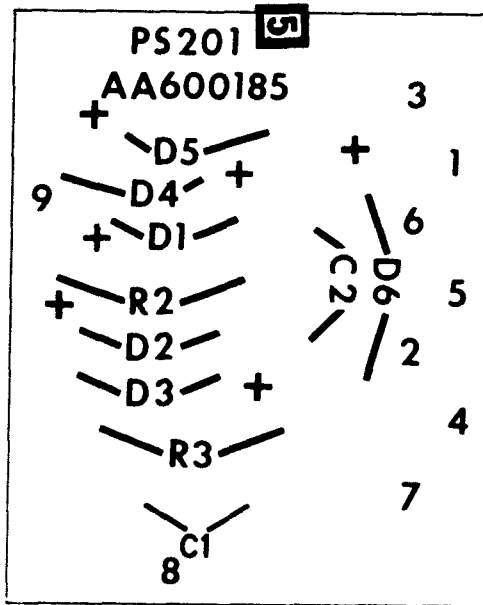 5
PS201
AA600185
3
+
D5
+
1
D4
+
9
6
+
D1
C2
D6
5
R2
+
D2
2
D3
+
4
R3
7
C1
8